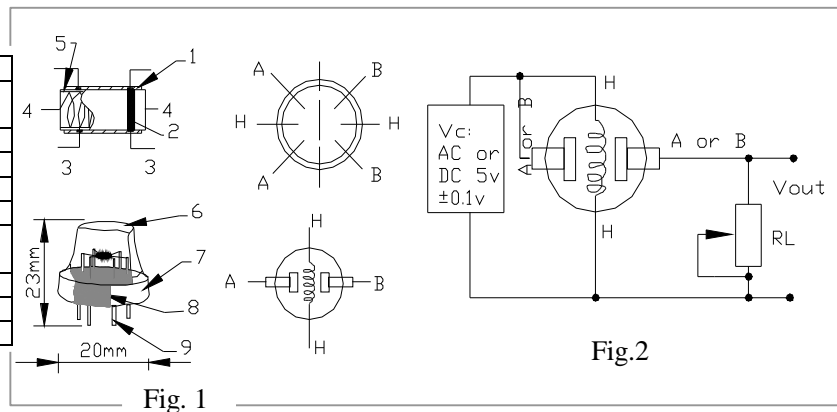 5
1
4
4
2
3
3
A
B
H
H
A
B
6
7
8
9
23mm
20mm
A
B
H
H
Fig. 1
Vc:
AC or
DC 5v
±0.1v
A or B
H
H
A or B
Vout
RL
Fig.2